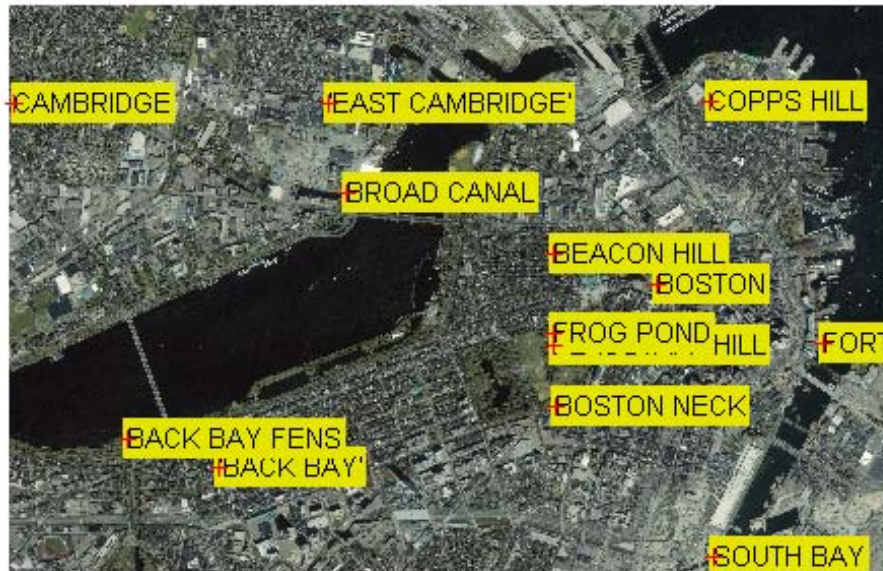 CAMBRIDGE
'EAST CAMBRIDGE'
COPPS HILL
BROAD CANAL
BEACON HILL
BOSTON
FROG POND
HILL
FORT
BOSTON NECK
BACK BAY FENS
'BACK BAY'
SOUTH BAY